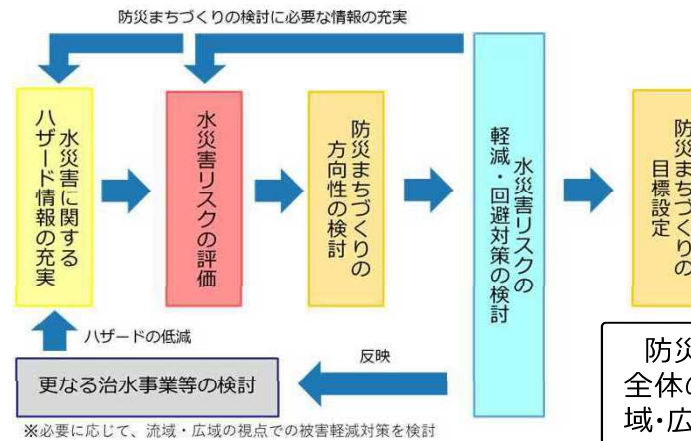 防災まちづくりの検討に必要な情報の充実
水災害に関する
ハザード情報の充実
水災害リスクの評価
防災まちづくりの
方向性の検討
水災害リスクの
軽減・回避対策の検討
防災まちづくりの
目標設定
ハザードの低減
更なる治水事業等の検討
反映
※必要に応じて、流域・広域の視点での被害軽減対策を検討
防災
全体の
域・広